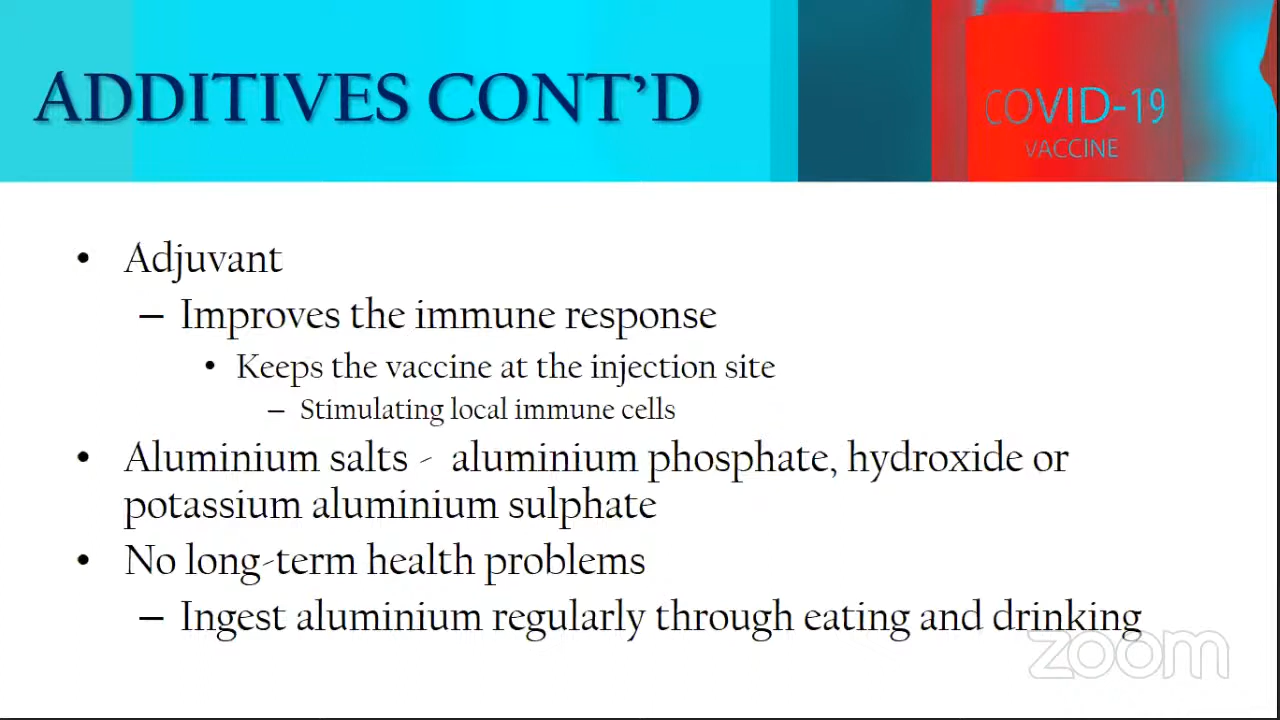 ADDITIVES CONT’D
COVID-19
VACCINE
• Adjuvant
– Improves the immune response
• Keeps the vaccine at the injection site
– Stimulating local immune cells
• Aluminium salts - aluminium phosphate, hydroxide or
potassium aluminium sulphate
• No long-term health problems
– Ingest aluminium regularly through eating and drinking
zoom